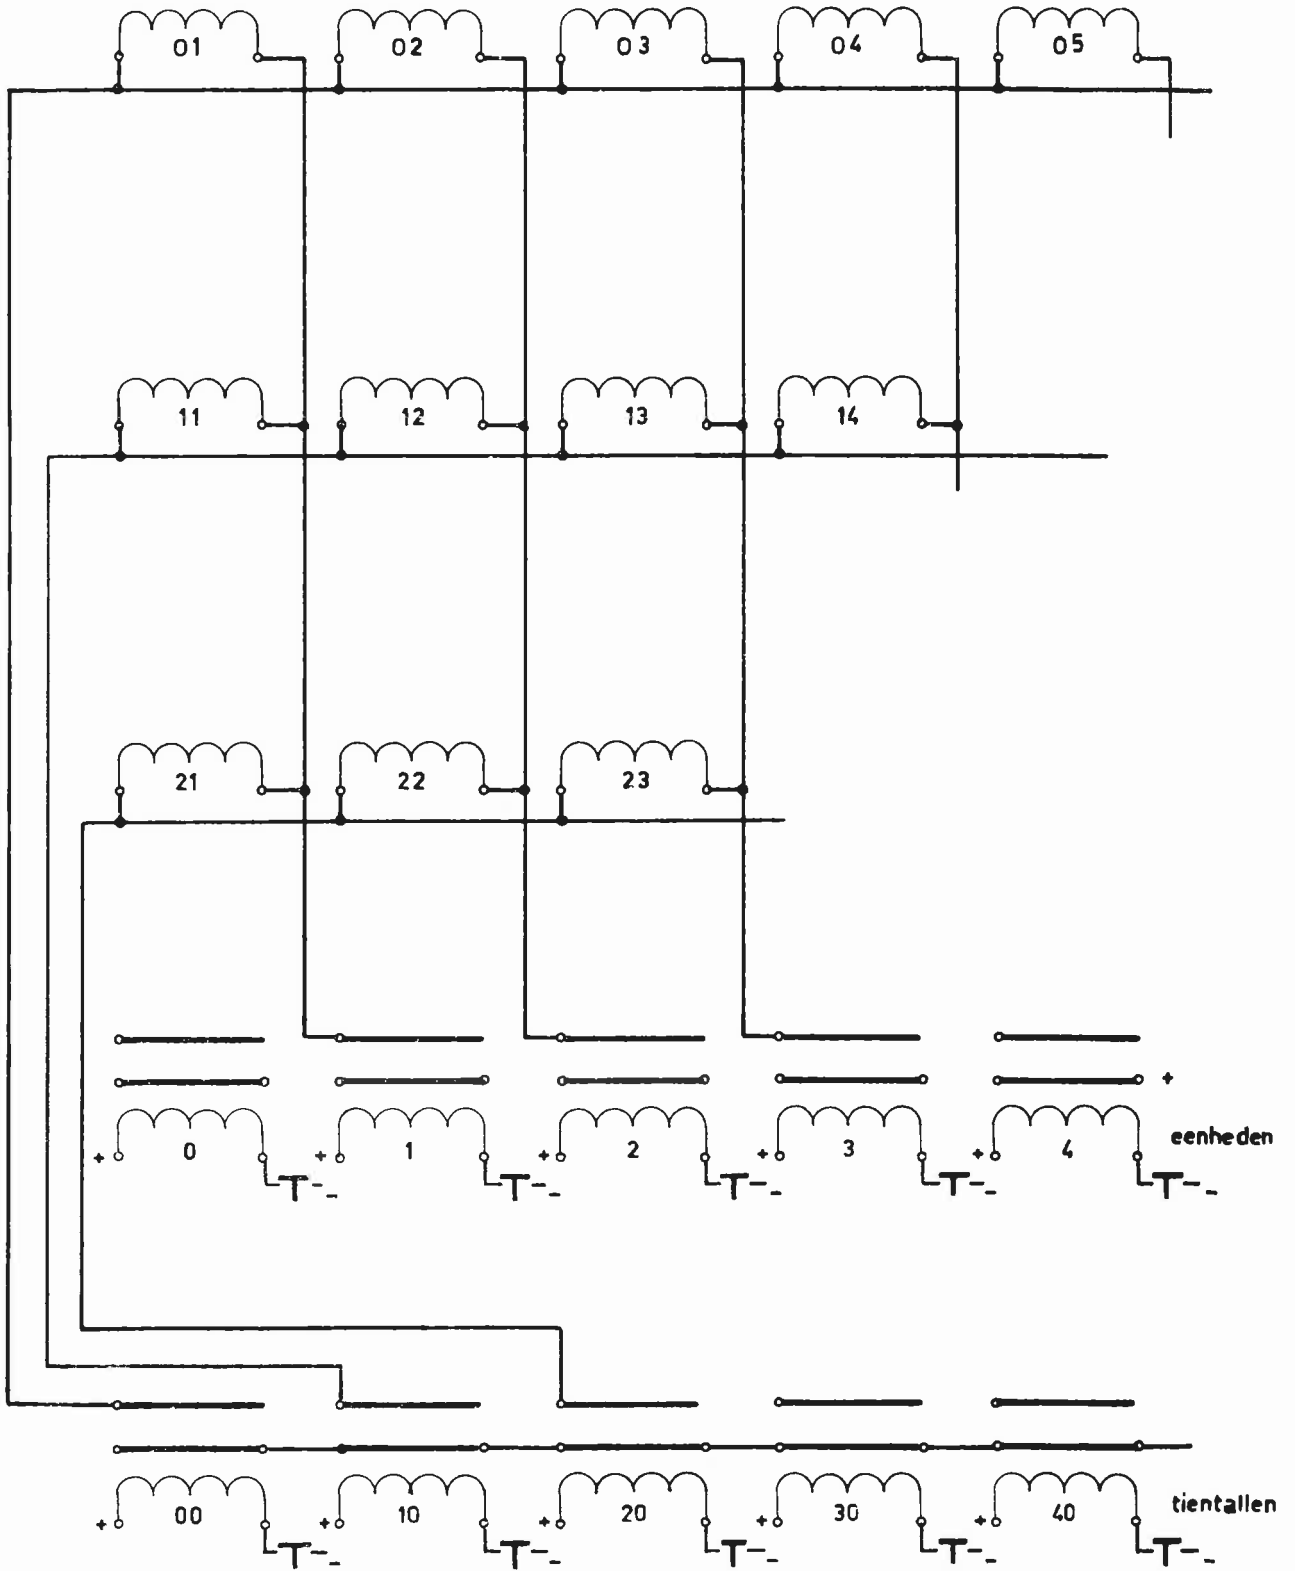 01 02 03 04 05
11 12 13 14
21 22 23
+
0 1 2 3 4 eenheden
+ + + + +
T-- T-- T-- T-- T--
00 10 20 30 40 tientallen
+ + + + +
T-- T-- T-- T-- T--